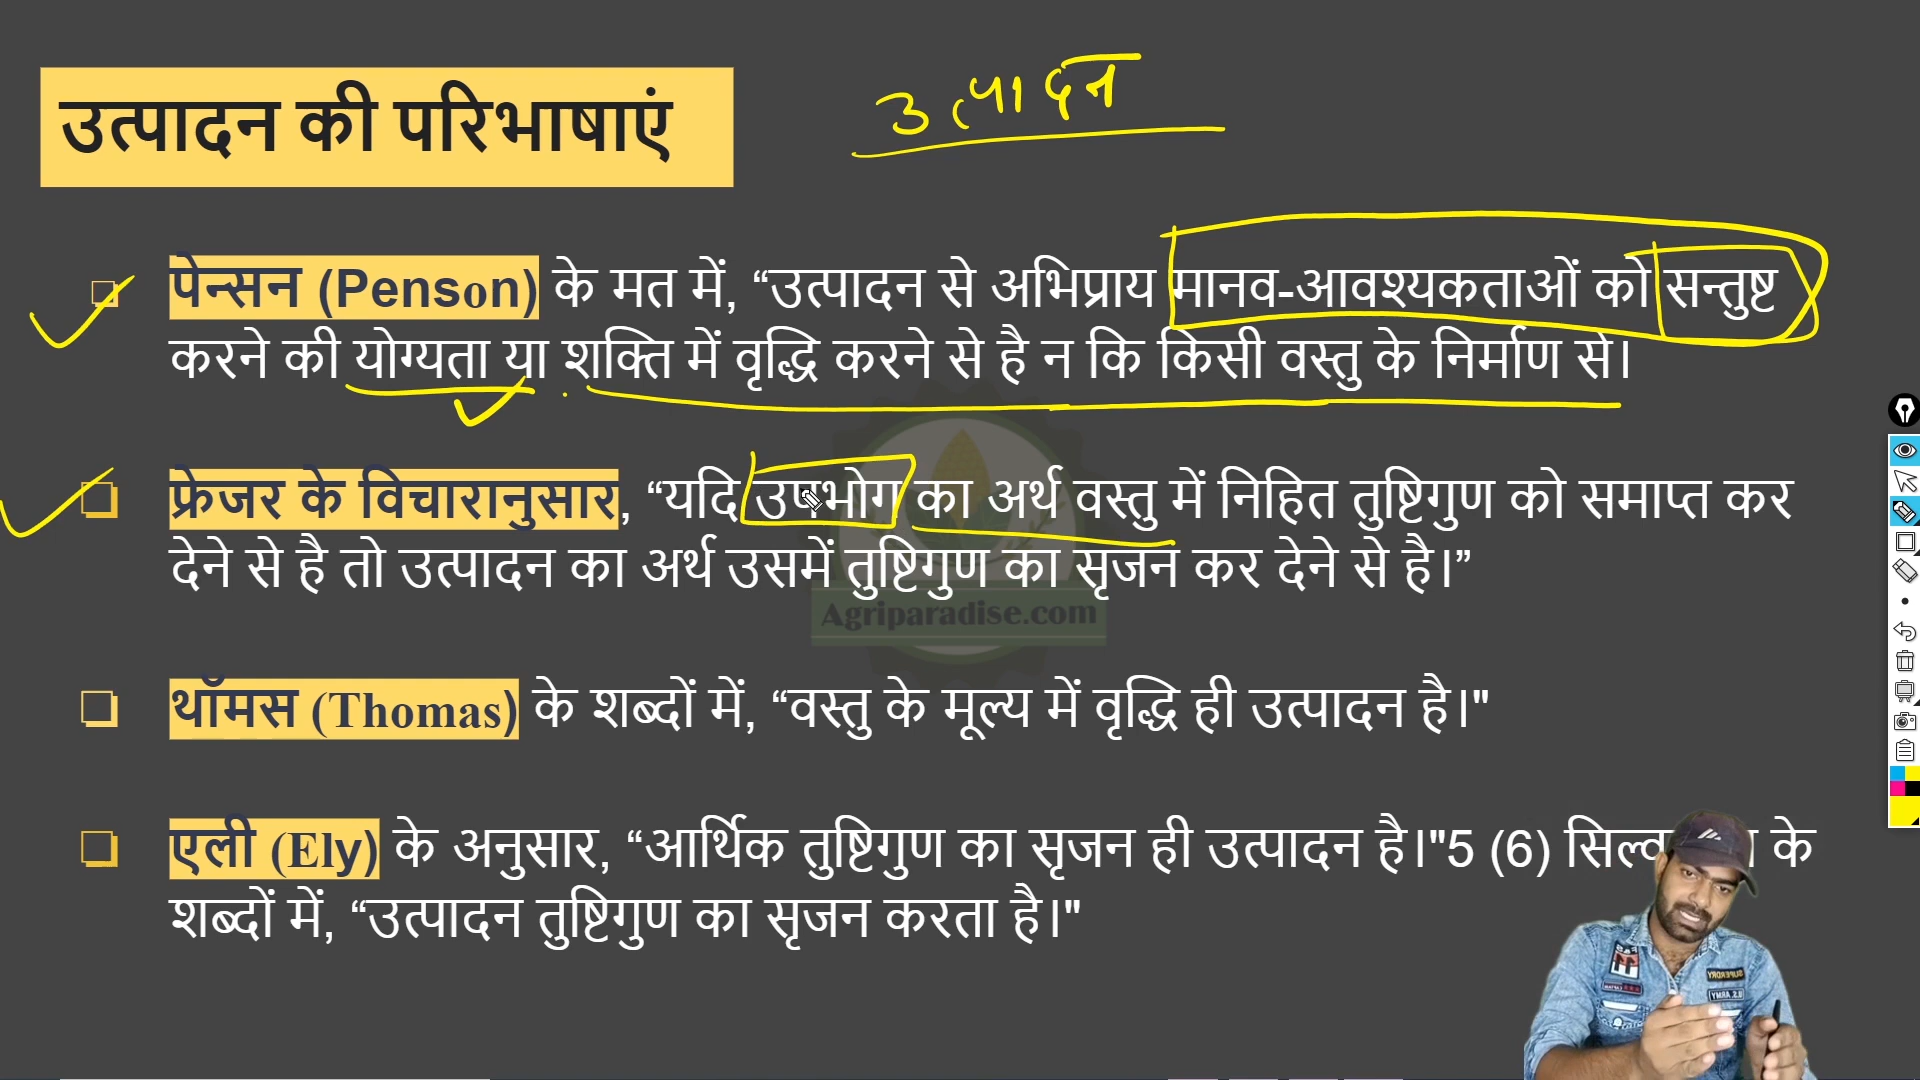 उत्पादन की परिभाषाएं
उत्पादन
पेन्सन (Penson) के मत में, “उत्पादन से अभिप्राय मानव-आवश्यकताओं को सन्तुष्ट
करने की योग्यता या शक्ति में वृद्धि करने से है न कि किसी वस्तु के निर्माण से।
फ्रेजर के विचारानुसार, “यदि उपभोग का अर्थ वस्तु में निहित तुष्टिगुण को समाप्त कर
देने से है तो उत्पादन का अर्थ उसमें तुष्टिगुण का सृजन कर देने से है।”
Agriparadise.com
थॉमस (Thomas) के शब्दों में, “वस्तु के मूल्य में वृद्धि ही उत्पादन है।"
एली (Ely) के अनुसार, “आर्थिक तुष्टिगुण का सृजन ही उत्पादन है।"5 (6) के
शब्दों में, “उत्पादन तुष्टिगुण का सृजन करता है।"
SUPERDRY